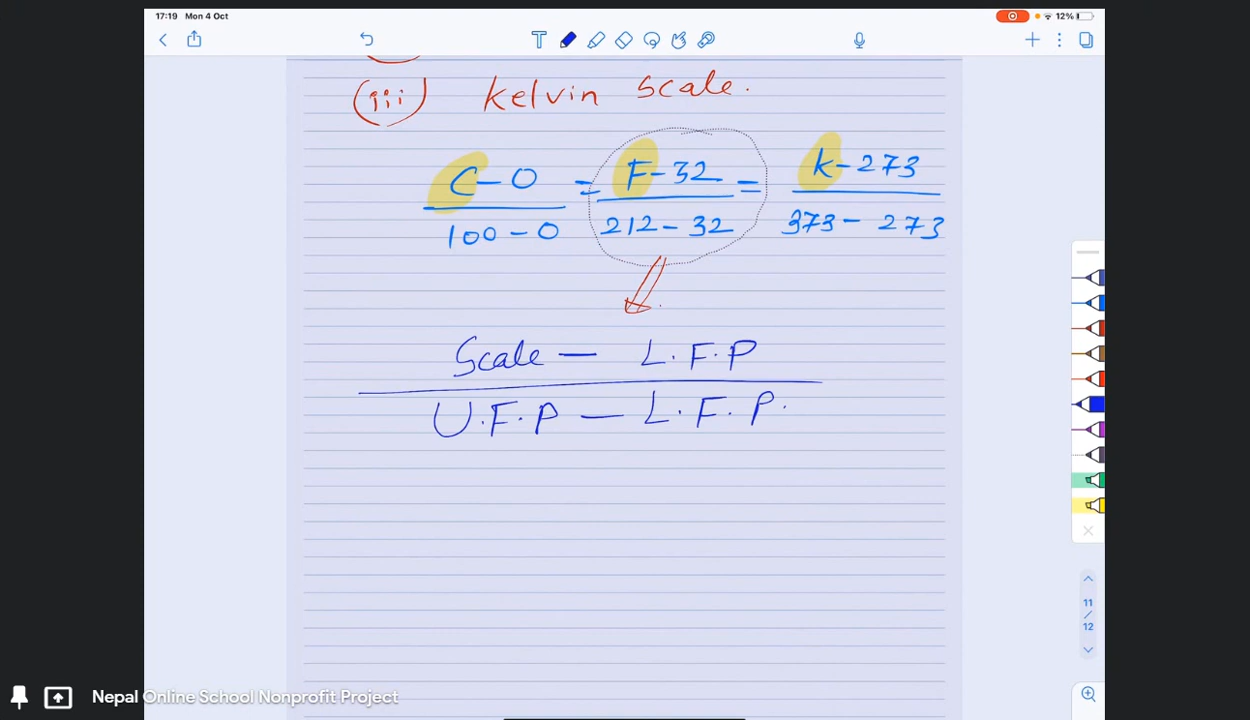 17:19 Mon 4 Oct
12%
(iii) Kelvin scale.
C-0 / 100-0 = F-32 / 212-32 = K-273 / 373-273
Scale — L.F.P
U.F.P — L.F.P.
11
/
12
Nepal Online School Nonprofit Project